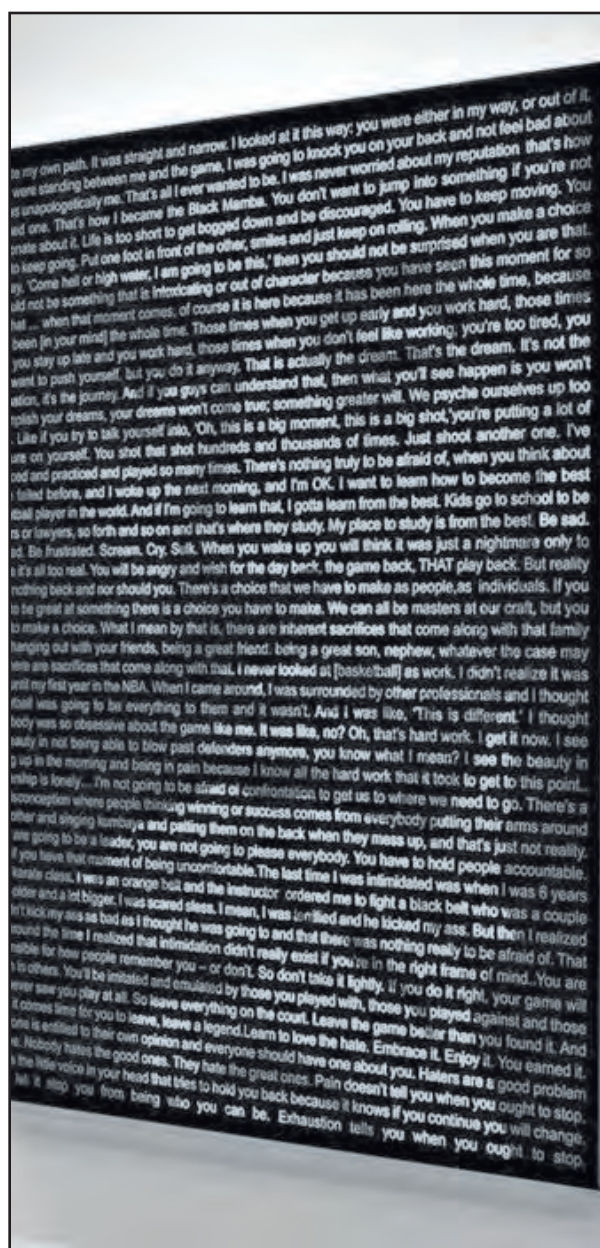 my own path. It was straight and narrow. I looked at it this way: you were either in my way, or out of it.
were standing between me and the game, I was going to knock you on your back and not feel bad about
unapologetically me. That's all I ever wanted to be. I was never worried about my reputation that's how
one. That's how I became the Black Mamba. You don't want to jump into something if you're not
about it. Life is too short to get bogged down and be discouraged. You have to keep moving. You
to keep going. Put one foot in front of the other, smiles and just keep on rolling. When you make a choice
'Come hell or high water, I am going to be this,' then you should not be surprised when you are that.
not be something that is intoxicating or out of character because you have seen this moment for so
when that moment comes, of course it is here because it has been here the whole time, because
been [in your mind] the whole time. Those times when you get up early and you work hard, those times
you stay up late and you work hard, those times when you don't feel like working, you're too tired, you
want to push yourself, but you do it anyway, That is actually the dream. That's the dream. It's not the
it's the journey. And if you guys can understand that, then what you'll see happen is you won't
your dreams, your dreams won't come true; something greater will. We psyche ourselves up too
Like if you try to talk yourself into, 'Oh, this is a big moment, this is a big shot,'you're putting a lot of
on yourself. You shot that shot hundreds and thousands of times. Just shoot another one. I've
and practiced and played so many times. There's nothing truly to be afraid of, when you think about
failed before, and I woke up the next morning, and I'm OK. I want to learn how to become the best
player in the world. And if I'm going to learn that, I gotta learn from the best. Kids go to school to be
or lawyers, so forth and so on and that's where they study. My place to study is from the best. Be sad.
Be frustrated. Scream. Cry. Sulk. When you wake up you will think it was just a nightmare only to
it's all too real. You will be angry and wish for the day back, the game back, THAT play back. But reality
nothing back and nor should you. There's a choice that we have to make as people,as individuals. If you
to be great at something there is a choice you have to make. We can all be masters at our craft, but you
to make a choice. What I mean by that is, there are inherent sacrifices that come along with that family
hanging out with your friends, being a great friend. being a great son, nephew, whatever the case may
are sacrifices that come along with that. I never looked at [basketball] as work. I didn't realize it was
until my first year in the NBA. When I came around, I was surrounded by other professionals and I thought
was going to be everything to them and it wasn't. And I was like, 'This is different.' I thought
was so obsessive about the game like me. It was like, no? Oh, that's hard work. I get it now. I see
beauty in not being able to blow past defenders anymore, you know what I mean? I see the beauty in
up in the morning and being in pain because I know all the hard work that it took to get to this point...
is lonely... I'm not going to be afraid of confrontation to get us to where we need to go. There's a
where people thinking winning or success comes from everybody putting their arms around
other and singing kumbaya and patting them on the back when they mess up, and that's just not reality.
are going to be a leader, you are not going to please everybody. You have to hold people accountable.
if you have that moment of being uncomfortable.The last time I was intimidated was when I was 6 years
karate class. I was an orange belt and the instructor ordered me to fight a black belt who was a couple
older and a lot bigger. I was scared sless. I mean, I was terrified and he kicked my ass. But then I realized
kick my ass as bad as I thought he was going to and that there was nothing really to be afraid of. That
around the time I realized that intimidation didn't really exist if you're in the right frame of mind..You are
for how people remember you – or don't. So don't take it lightly. If you do it right, your game will
others. You'll be imitated and emulated by those you played with, those you played against and those
saw you play at all. So leave everything on the court. Leave the game better than you found it. And
it comes time for you to leave, leave a legend.Learn to love the hate. Embrace it. Enjoy it. You earned it.
is entitled to their own opinion and everyone should have one about you. Haters are a good problem
Nobody hates the good ones. They hate the great ones. Pain doesn't tell you when you ought to stop.
the little voice in your head that tries to hold you back because it knows if you continue you will change.
let it stop you from being who you can be. Exhaustion tells you when you ought to stop.